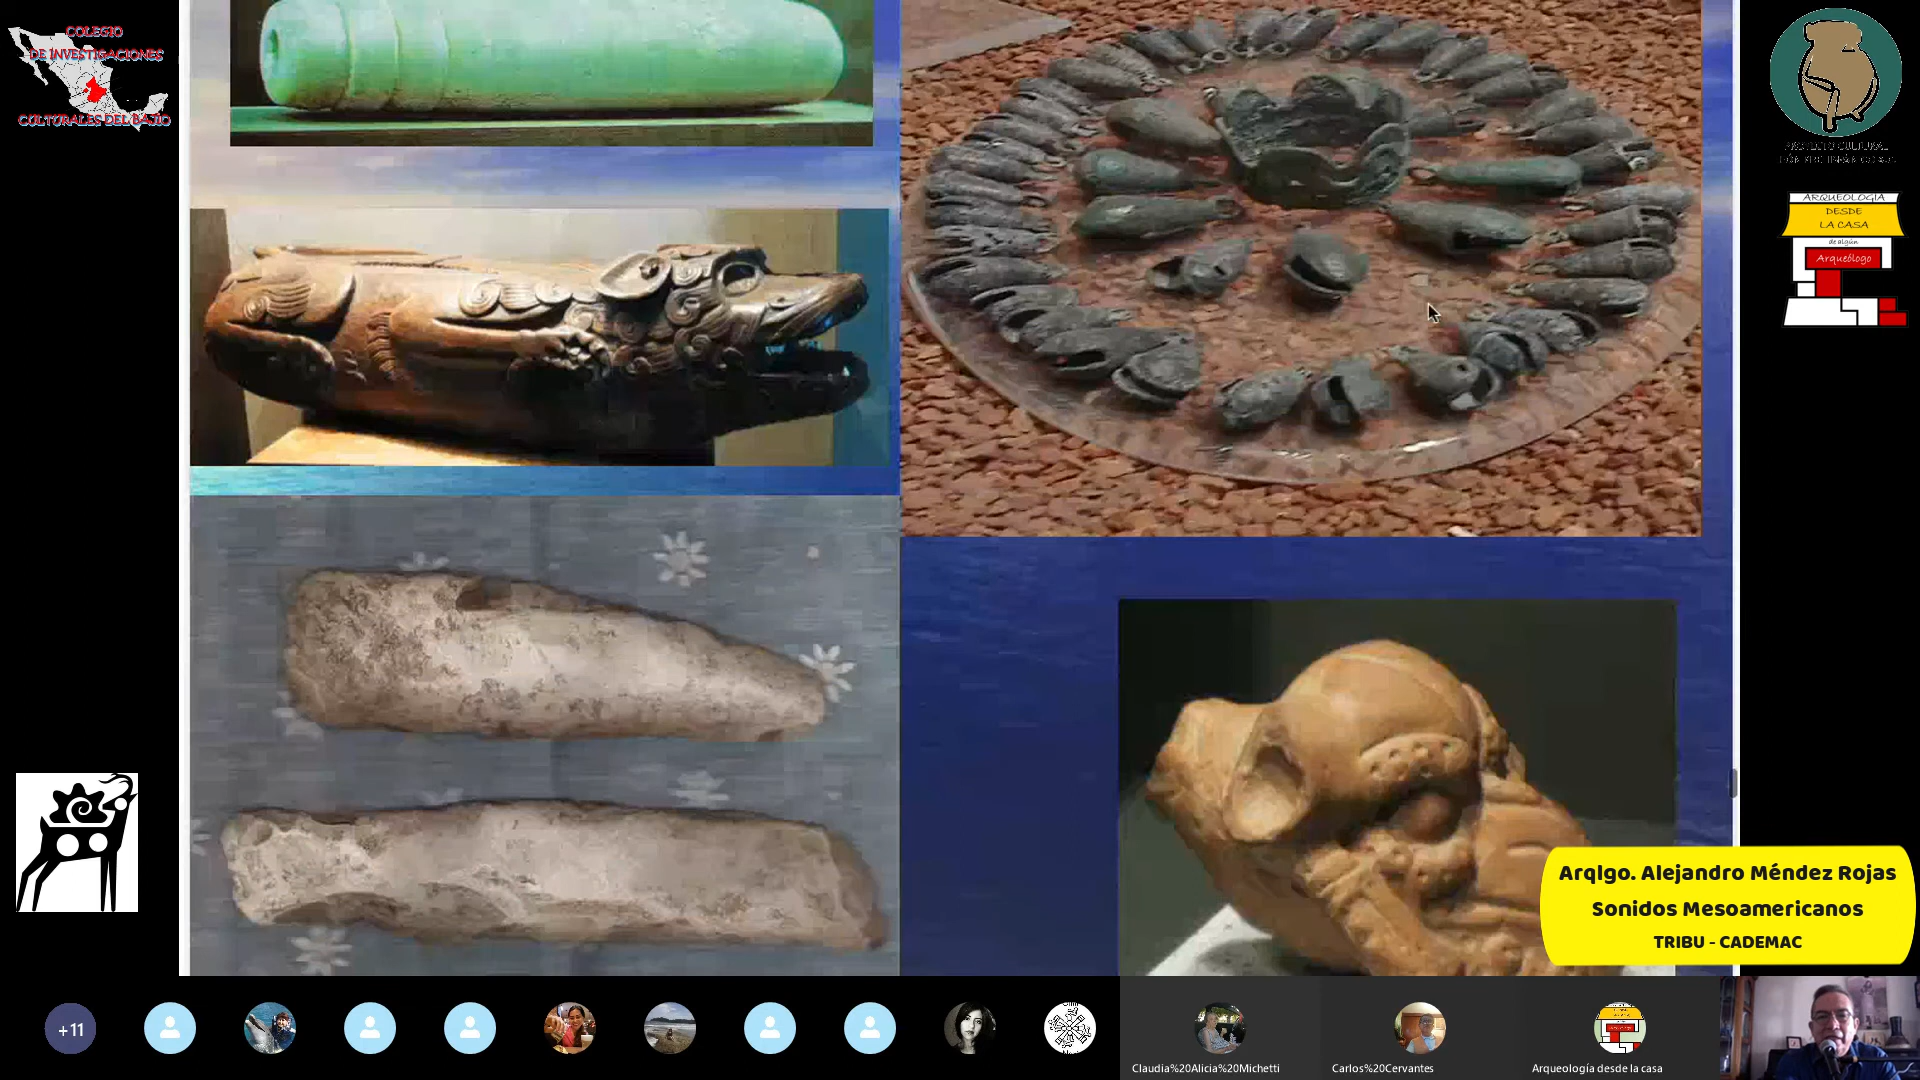 COLEGIO
DE INVESTIGACIONES
CULTURALES DEL BAJÍO
ARQUEOLOGÍA
DESDE
LA CASA
de algún
Arqueólogo
Arqlgo. Alejandro Méndez Rojas
Sonidos Mesoamericanos
TRIBU - CADEMAC
+11
Claudia%20Alicia%20Michetti
Carlos%20Cervantes
Arqueología desde la casa